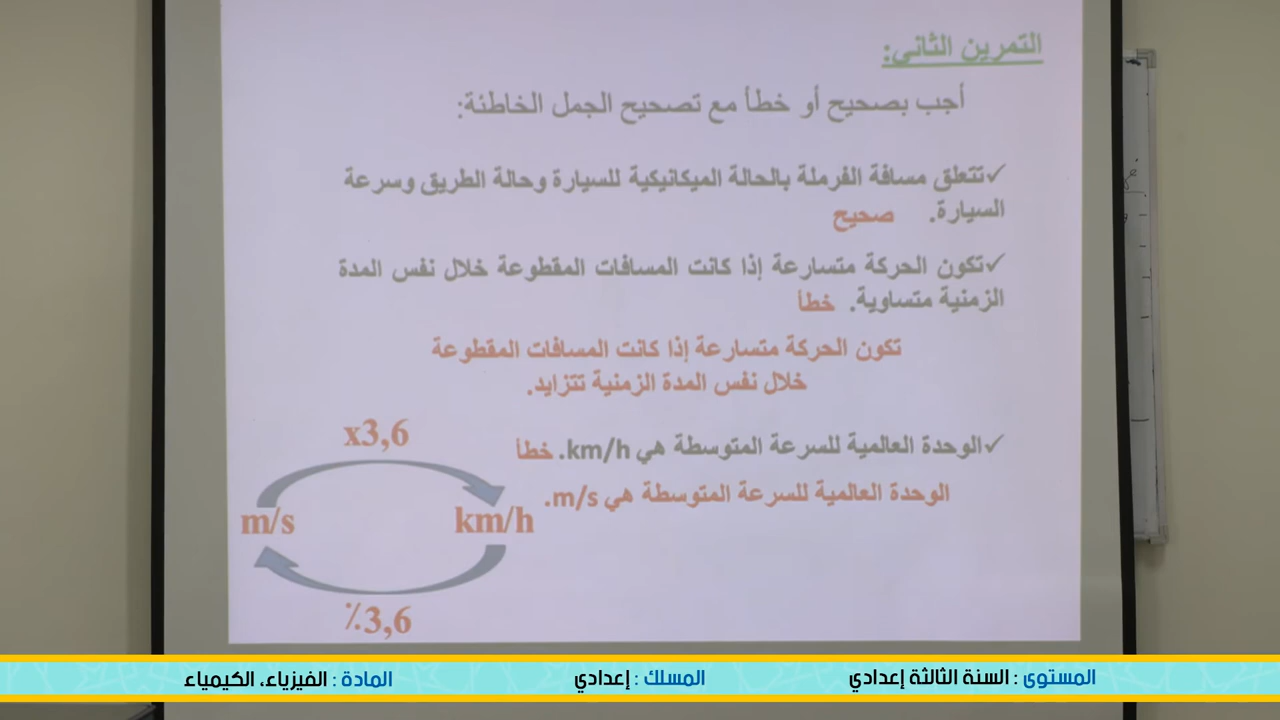 التمرين الثاني:
أجب بصحيح أو خطأ مع تصحيح الجمل الخاطئة:
✓تتعلق مسافة الفرملة بالحالة الميكانيكية للسيارة وحالة الطريق وسرعة
السيارة. صحيح
✓تكون الحركة متسارعة إذا كانت المسافات المقطوعة خلال نفس المدة
الزمنية متساوية. خطأ
تكون الحركة متسارعة إذا كانت المسافات المقطوعة
خلال نفس المدة الزمنية تتزايد.
✓الوحدة العالمية للسرعة المتوسطة هي km/h. خطأ
الوحدة العالمية للسرعة المتوسطة هي m/s.
x3,6
m/s km/h
٪3,6
المستوى : السنة الثالثة إعدادي المسلك : إعدادي المادة : الفيزياء، الكيمياء